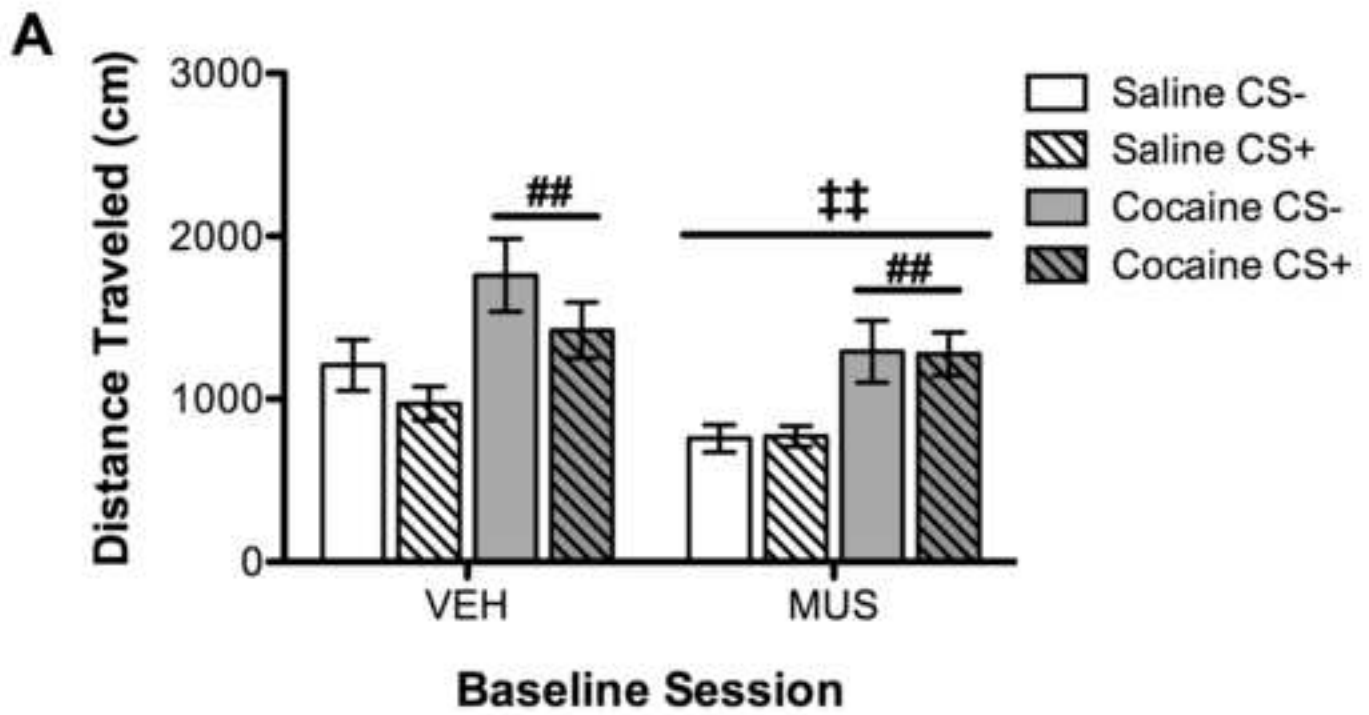 A
Distance Traveled (cm)
3000
2000
1000
0
##
‡‡
##
VEH
MUS
Baseline Session
Saline CS-
Saline CS+
Cocaine CS-
Cocaine CS+